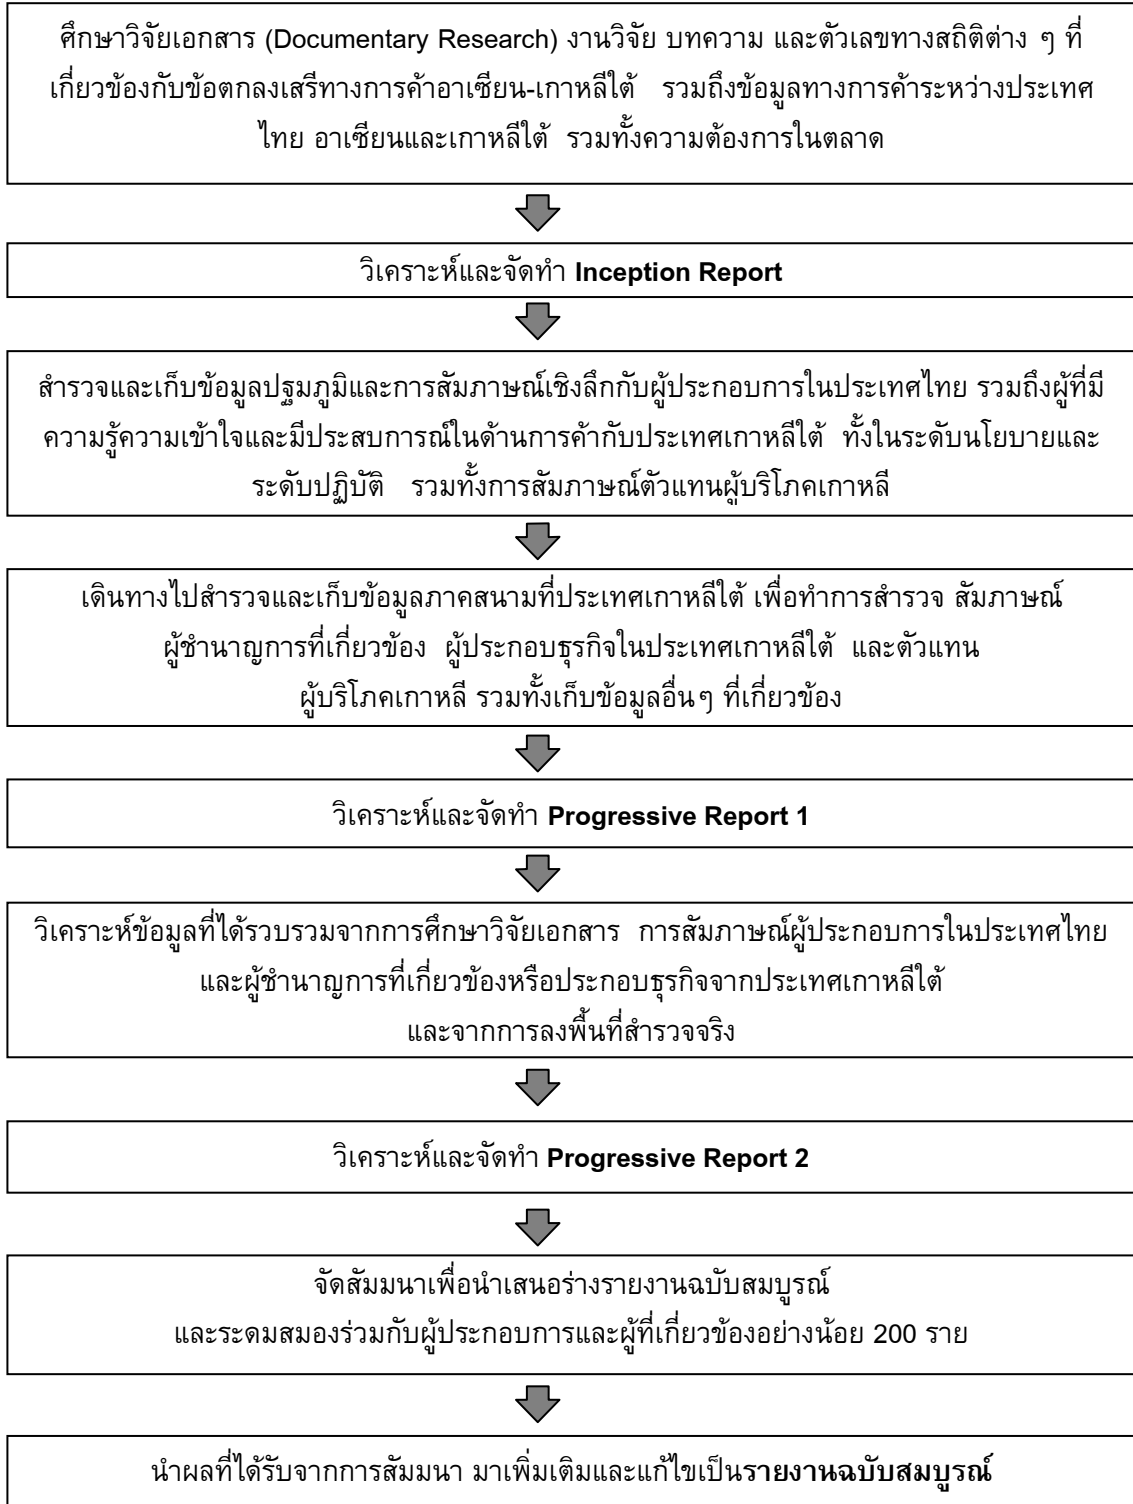 ศึกษาวิจัยเอกสาร (Documentary Research) งานวิจัย บทความ และตัวเลขทางสถิติต่าง ๆ ที่
เกี่ยวข้องกับข้อตกลงเสรีทางการค้าอาเซียน-เกาหลีใต้ รวมถึงข้อมูลทางการค้าระหว่างประเทศ
ไทย อาเซียนและเกาหลีใต้ รวมทั้งความต้องการในตลาด
วิเคราะห์และจัดทำ Inception Report
สำรวจและเก็บข้อมูลปฐมภูมิและการสัมภาษณ์เชิงลึกกับผู้ประกอบการในประเทศไทย รวมถึงผู้ที่มี
ความรู้ความเข้าใจและมีประสบการณ์ในด้านการค้ากับประเทศเกาหลีใต้ ทั้งในระดับนโยบายและ
ระดับปฏิบัติ รวมทั้งการสัมภาษณ์ตัวแทนผู้บริโภคเกาหลี
เดินทางไปสำรวจและเก็บข้อมูลภาคสนามที่ประเทศเกาหลีใต้ เพื่อทำการสำรวจ สัมภาษณ์
ผู้ชำนาญการที่เกี่ยวข้อง ผู้ประกอบธุรกิจในประเทศเกาหลีใต้ และตัวแทน
ผู้บริโภคเกาหลี รวมทั้งเก็บข้อมูลอื่นๆ ที่เกี่ยวข้อง
วิเคราะห์และจัดทำ Progressive Report 1
วิเคราะห์ข้อมูลที่ได้รวบรวมจากการศึกษาวิจัยเอกสาร การสัมภาษณ์ผู้ประกอบการในประเทศไทย
และผู้ชำนาญการที่เกี่ยวข้องหรือประกอบธุรกิจจากประเทศเกาหลีใต้
และจากการลงพื้นที่สำรวจจริง
วิเคราะห์และจัดทำ Progressive Report 2
จัดสัมมนาเพื่อนำเสนอร่างรายงานฉบับสมบูรณ์
และระดมสมองร่วมกับผู้ประกอบการและผู้ที่เกี่ยวข้องอย่างน้อย 200 ราย
นำผลที่ได้รับจากการสัมมนา มาเพิ่มเติมและแก้ไขเป็นรายงานฉบับสมบูรณ์